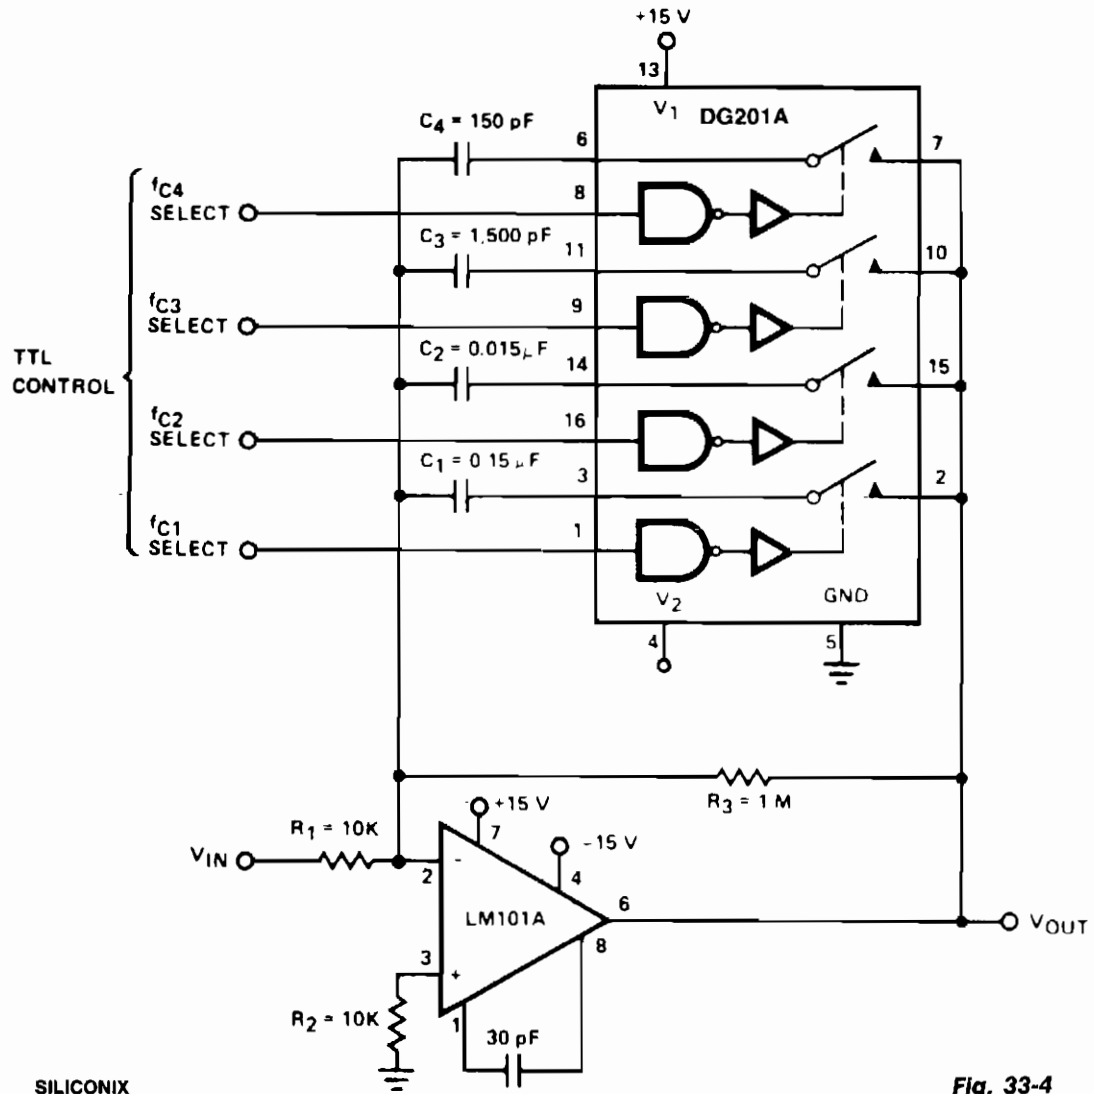 +15 V
13
V1 DG201A
C4 = 150 pF
6
7
fC4
SELECT
8
C3 = 1,500 pF
11
10
fC3
SELECT
9
TTL
CONTROL
C2 = 0.015 μF
14
15
fC2
SELECT
16
C1 = 0 15 μF
3
2
fC1
SELECT
1
V2
GND
4
5
R3 = 1 M
+15 V
R1 = 10K
7
-15 V
VIN
-
2
4
LM101A
6
VOUT
8
3
+
R2 = 10K
1
30 pF
SILICONIX
Fig. 33-4